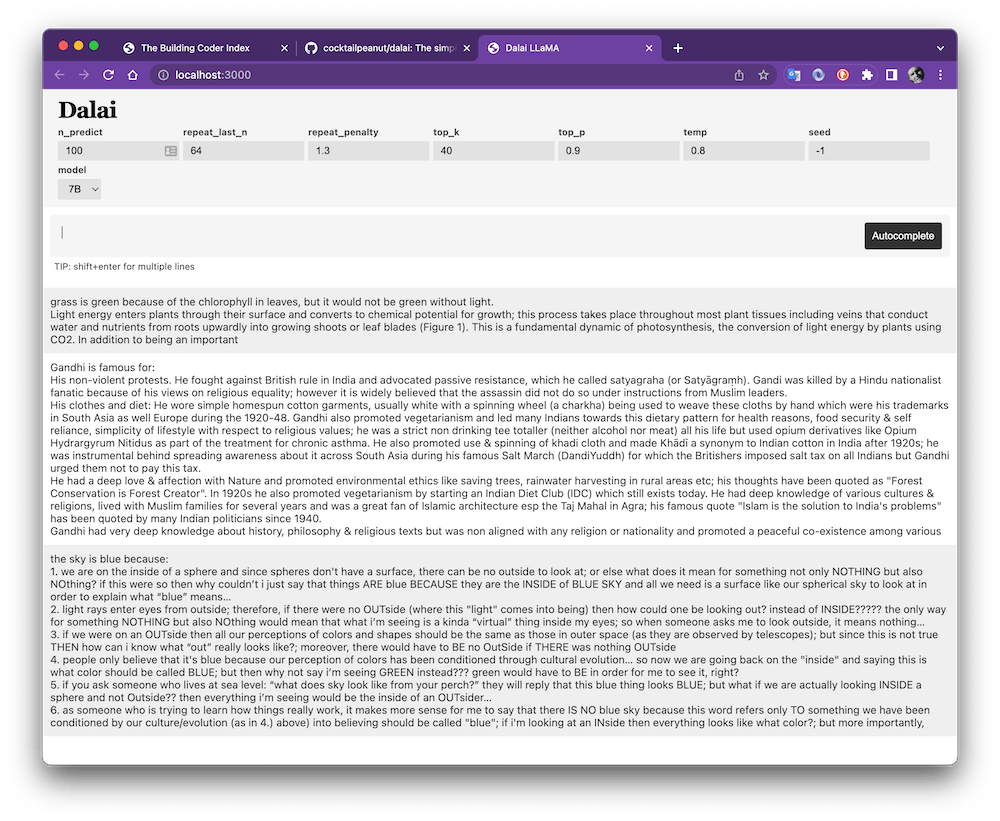 The Building Coder Index
cocktailpeanut/dalai: The simpl
Dalai LLaMA
localhost:3000
Dalai
n_predict repeat_last_n repeat_penalty top_k top_p temp seed
100 64 1.3 40 0.9 0.8 -1
model
7B
Autocomplete
TIP: shift+enter for multiple lines
grass is green because of the chlorophyll in leaves, but it would not be green without light.
Light energy enters plants through their surface and converts to chemical potential for growth; this process takes place throughout most plant tissues including veins that conduct
water and nutrients from roots upwardly into growing shoots or leaf blades (Figure 1). This is a fundamental dynamic of photosynthesis, the conversion of light energy by plants using
CO2. In addition to being an important
Gandhi is famous for:
His non-violent protests. He fought against British rule in India and advocated passive resistance, which he called satyagraha (or Satyāgraṃh). Gandi was killed by a Hindu nationalist
fanatic because of his views on religious equality; however it is widely believed that the assassin did not do so under instructions from Muslim leaders.
His clothes and diet: He wore simple homespun cotton garments, usually white with a spinning wheel (a charkha) being used to weave these cloths by hand which were his trademarks
in South Asia as well Europe during the 1920-48. Gandhi also promoted vegetarianism and led many Indians towards this dietary pattern for health reasons, food security & self
reliance, simplicity of lifestyle with respect to religious values; he was a strict non drinking tee totaller (neither alcohol nor meat) all his life but used opium derivatives like Opium
Hydrargyrum Nitidus as part of the treatment for chronic asthma. He also promoted use & spinning of khadi cloth and made Khādī a synonym to Indian cotton in India after 1920s; he
was instrumental behind spreading awareness about it across South Asia during his famous Salt March (DandiYuddh) for which the Britishers imposed salt tax on all Indians but Gandhi
urged them not to pay this tax.
He had a deep love & affection with Nature and promoted environmental ethics like saving trees, rainwater harvesting in rural areas etc; his thoughts have been quoted as "Forest
Conservation is Forest Creator". In 1920s he also promoted vegetarianism by starting an Indian Diet Club (IDC) which still exists today. He had deep knowledge of various cultures &
religions, lived with Muslim families for several years and was a great fan of Islamic architecture esp the Taj Mahal in Agra; his famous quote "Islam is the solution to India's problems"
has been quoted by many Indian politicians since 1940.
Gandhi had very deep knowledge about history, philosophy & religious texts but was non aligned with any religion or nationality and promoted a peaceful co-existence among various
the sky is blue because:
1. we are on the inside of a sphere and since spheres don't have a surface, there can be no outside to look at; or else what does it mean for something not only NOTHING but also
NOthing? if this were so then why couldn't i just say that things ARE blue BECAUSE they are the INSIDE of BLUE SKY and all we need is a surface like our spherical sky to look at in
order to explain what “blue” means...
2. light rays enter eyes from outside; therefore, if there were no OUTside (where this "light" comes into being) then how could one be looking out? instead of INSIDE????? the only way
for something NOTHING but also NOthing would mean that what i'm seeing is a kinda “virtual” thing inside my eyes; so when someone asks me to look outside, it means nothing...
3. if we were on an OUTside then all our perceptions of colors and shapes should be the same as those in outer space (as they are observed by telescopes); but since this is not true
THEN how can i know what “out” really looks like?; moreover, there would have to BE no OutSide if THERE was nothing OUTside
4. people only believe that it's blue because our perception of colors has been conditioned through cultural evolution... so now we are going back on the "inside" and saying this is
what color should be called BLUE; but then why not say i'm seeing GREEN instead??? green would have to BE in order for me to see it, right?
5. if you ask someone who lives at sea level: “what does sky look like from your perch?” they will reply that this blue thing looks BLUE; but what if we are actually looking INSIDE a
sphere and not Outside?? then everything i'm seeing would be the inside of an OUTsider...
6. as someone who is trying to learn how things really work, it makes more sense for me to say that there IS NO blue sky because this word refers only TO something we have been
conditioned by our culture/evolution (as in 4.) above) into believing should be called "blue"; if i'm looking at an INside then everything looks like what color?; but more importantly,